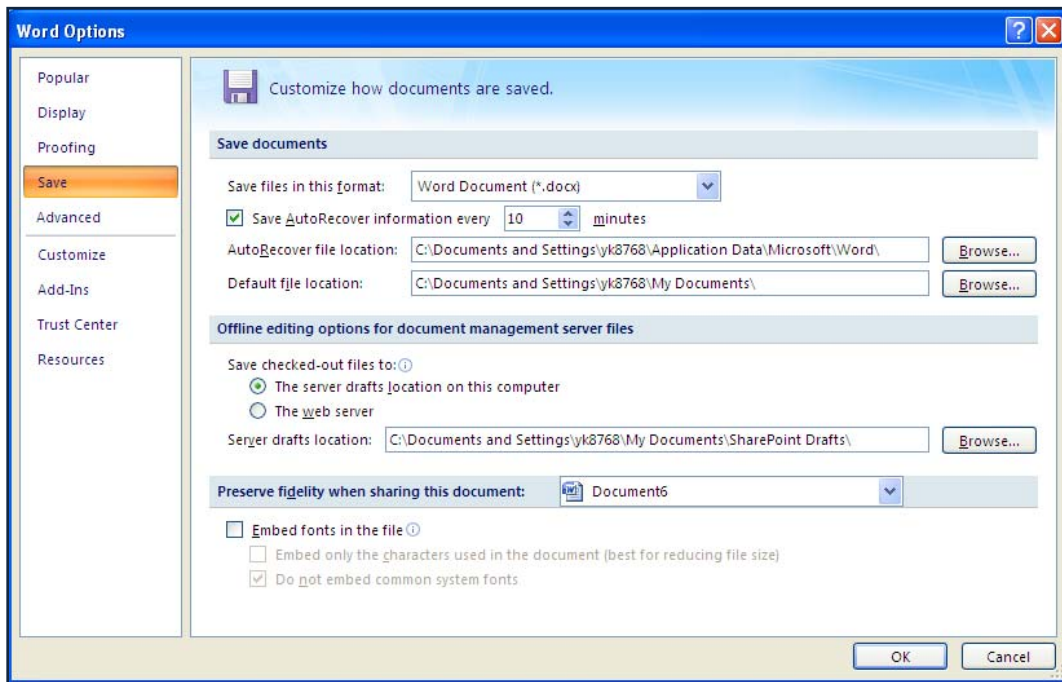 Word Options
Popular
Display
Proofing
Save
Advanced
Customize
Add-Ins
Trust Center
Resources
Customize how documents are saved.
Save documents
Save files in this format: Word Document (*.docx)
Save AutoRecover information every 10 minutes
AutoRecover file location: C:\Documents and Settings\yk8768\Application Data\Microsoft\Word\ Browse...
Default file location: C:\Documents and Settings\yk8768\My Documents\ Browse...
Offline editing options for document management server files
Save checked-out files to:
The server drafts location on this computer
The web server
Server drafts location: C:\Documents and Settings\yk8768\My Documents\SharePoint Drafts\ Browse...
Preserve fidelity when sharing this document: Document6
Embed fonts in the file
Embed only the characters used in the document (best for reducing file size)
Do not embed common system fonts
OK Cancel